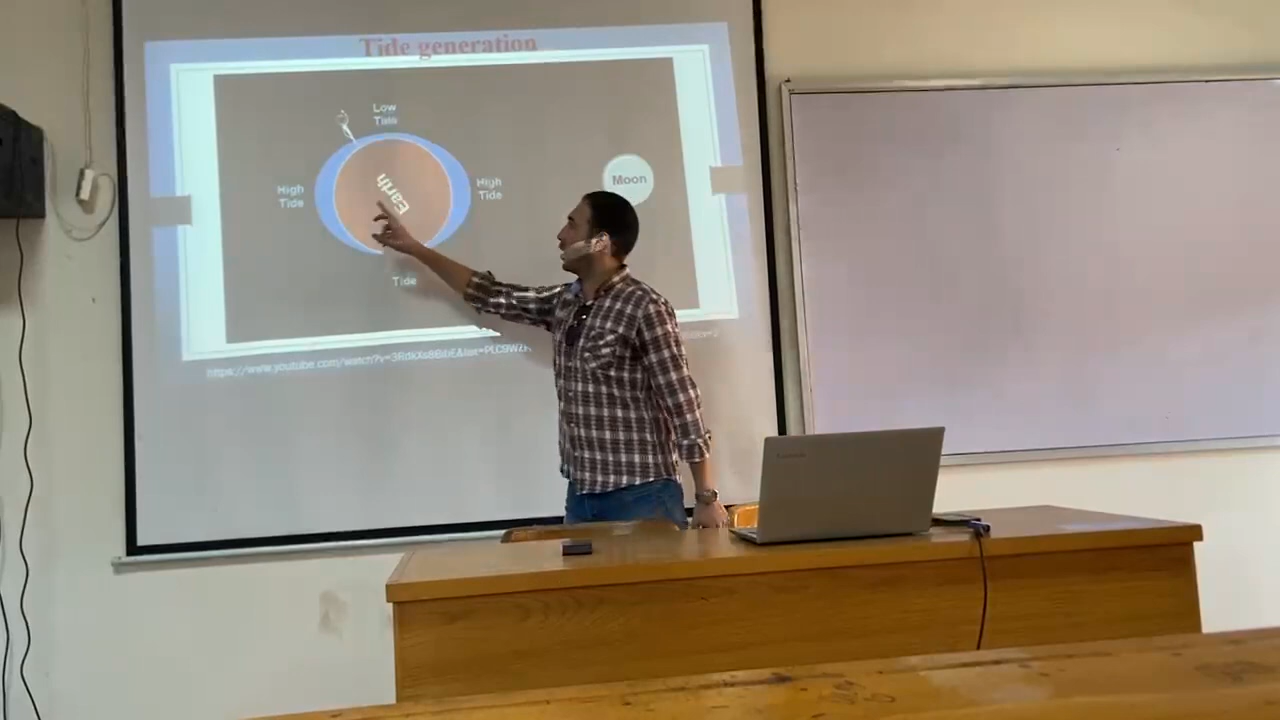 Tide generation
Low
Tide
High
Tide
Earth
High
Tide
Moon
Tide